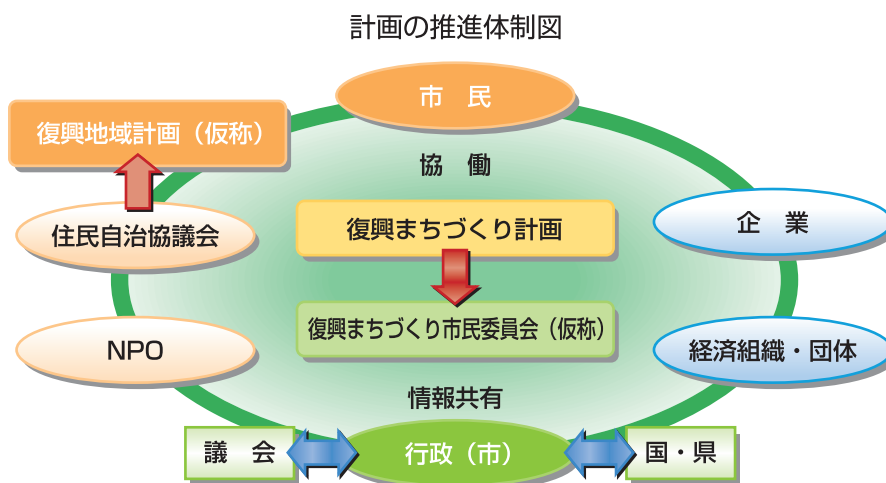 計画の推進体制図
市　民
復興地域計画（仮称）
協　働
住民自治協議会
復興まちづくり計画
企　業
復興まちづくり市民委員会（仮称）
NPO
経済組織・団体
情報共有
議　会
行政（市）
国・県